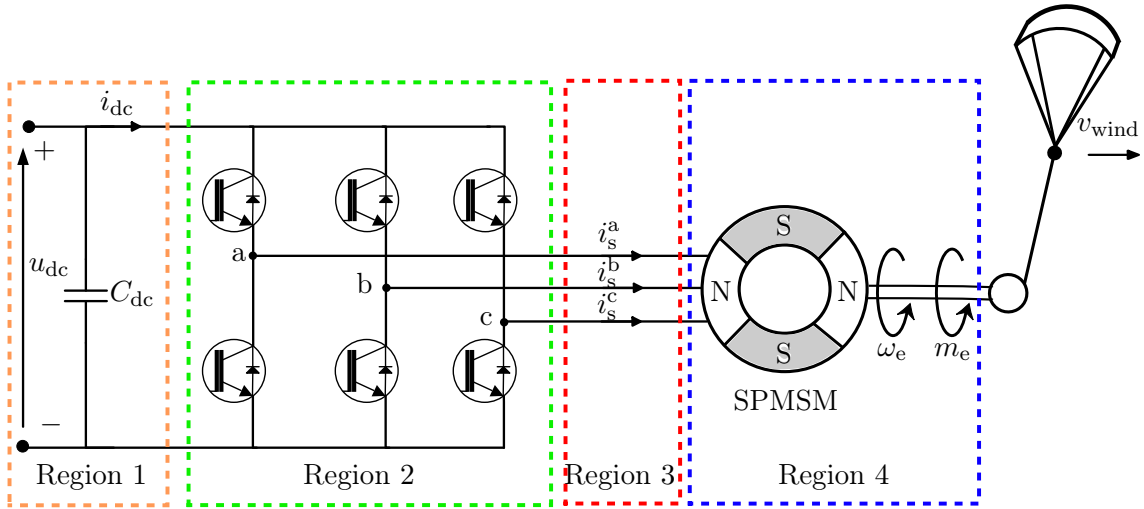 i_dc
+
u_dc
C_dc
−
Region 1
a
b
c
Region 2
i_s^a
i_s^b
i_s^c
Region 3
S
N
N
S
SPMSM
ω_e
m_e
Region 4
v_wind